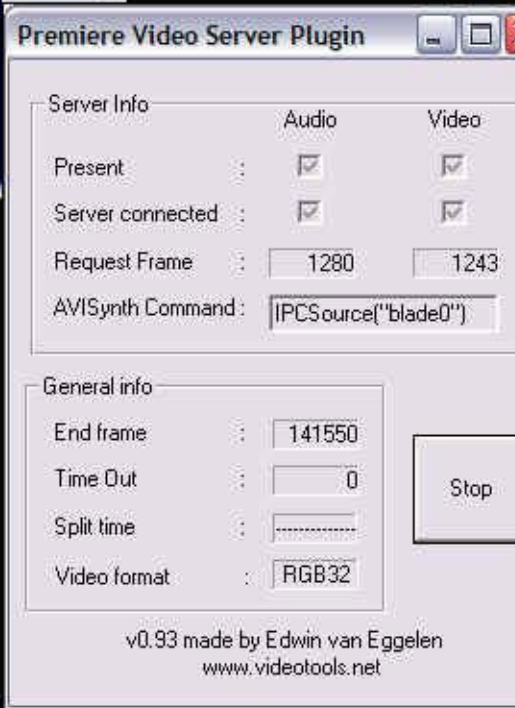 Premiere Video Server Plugin
Server Info
Audio Video
Present :
Server connected :
Request Frame : 1280 1243
AVISynth Command : IPCSource("blade0")
General info
End frame : 141550
Time Out : 0
Split time : -------------
Video format : RGB32
Stop
v0.93 made by Edwin van Eggelen
www.videotools.net